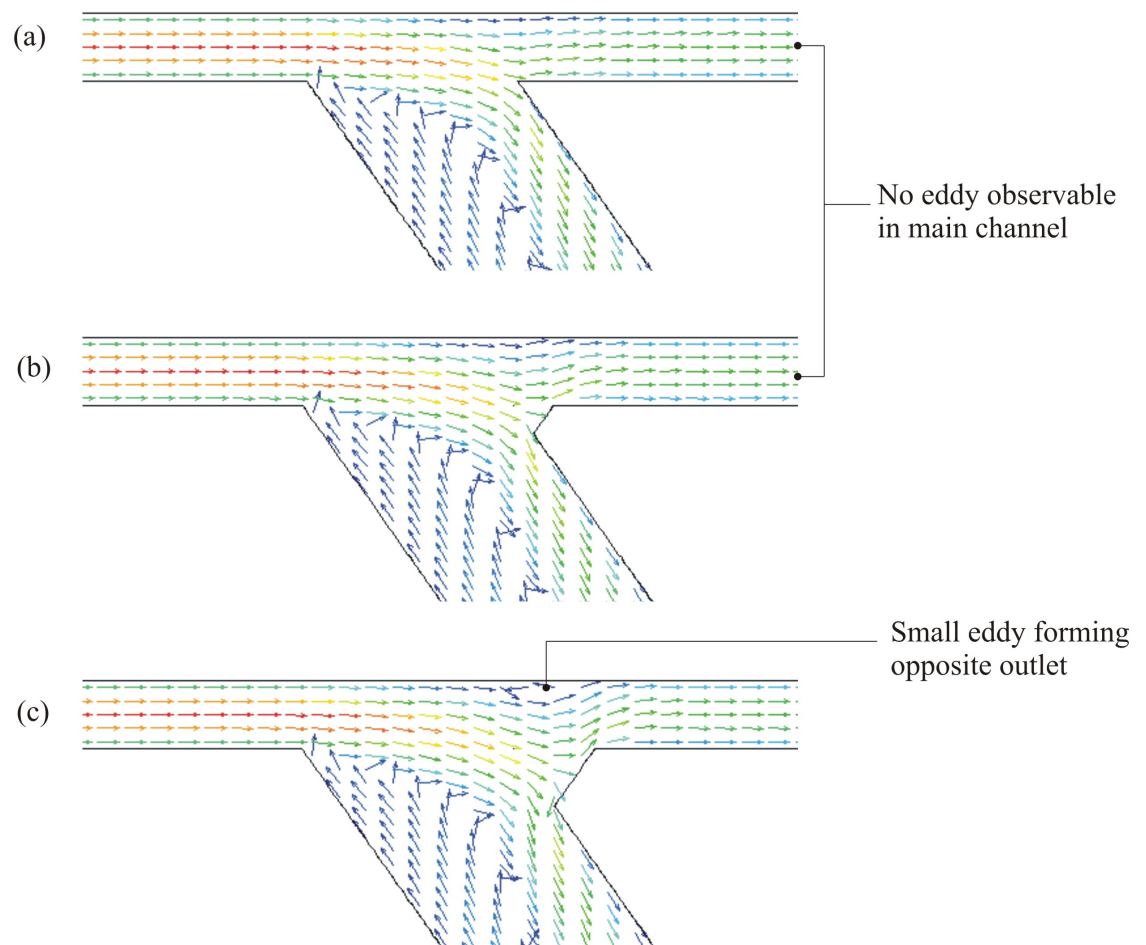 (a)
No eddy observable
in main channel
(b)
Small eddy forming
opposite outlet
(c)